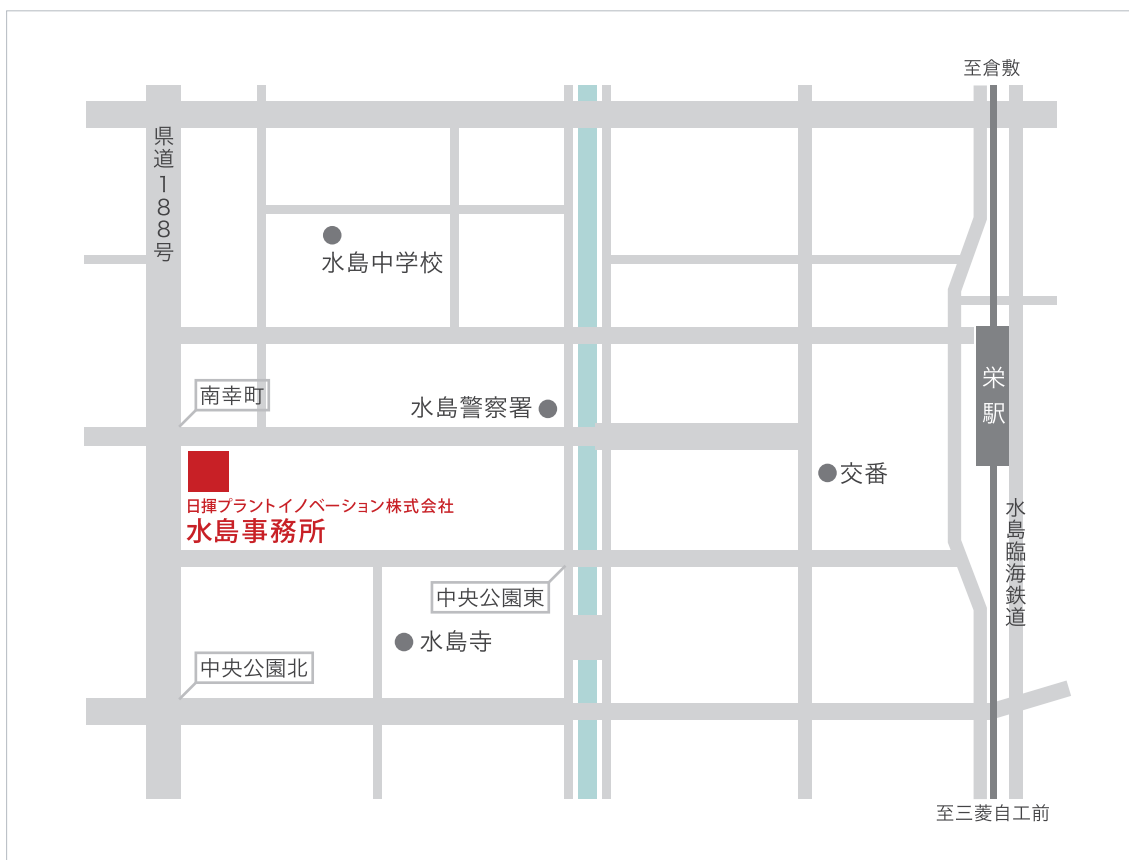 至倉敷
県道188号
水島中学校
南幸町
水島警察署
栄駅
交番
日揮プラントイノベーション株式会社
水島事務所
水島臨海鉄道
中央公園東
水島寺
中央公園北
至三菱自工前